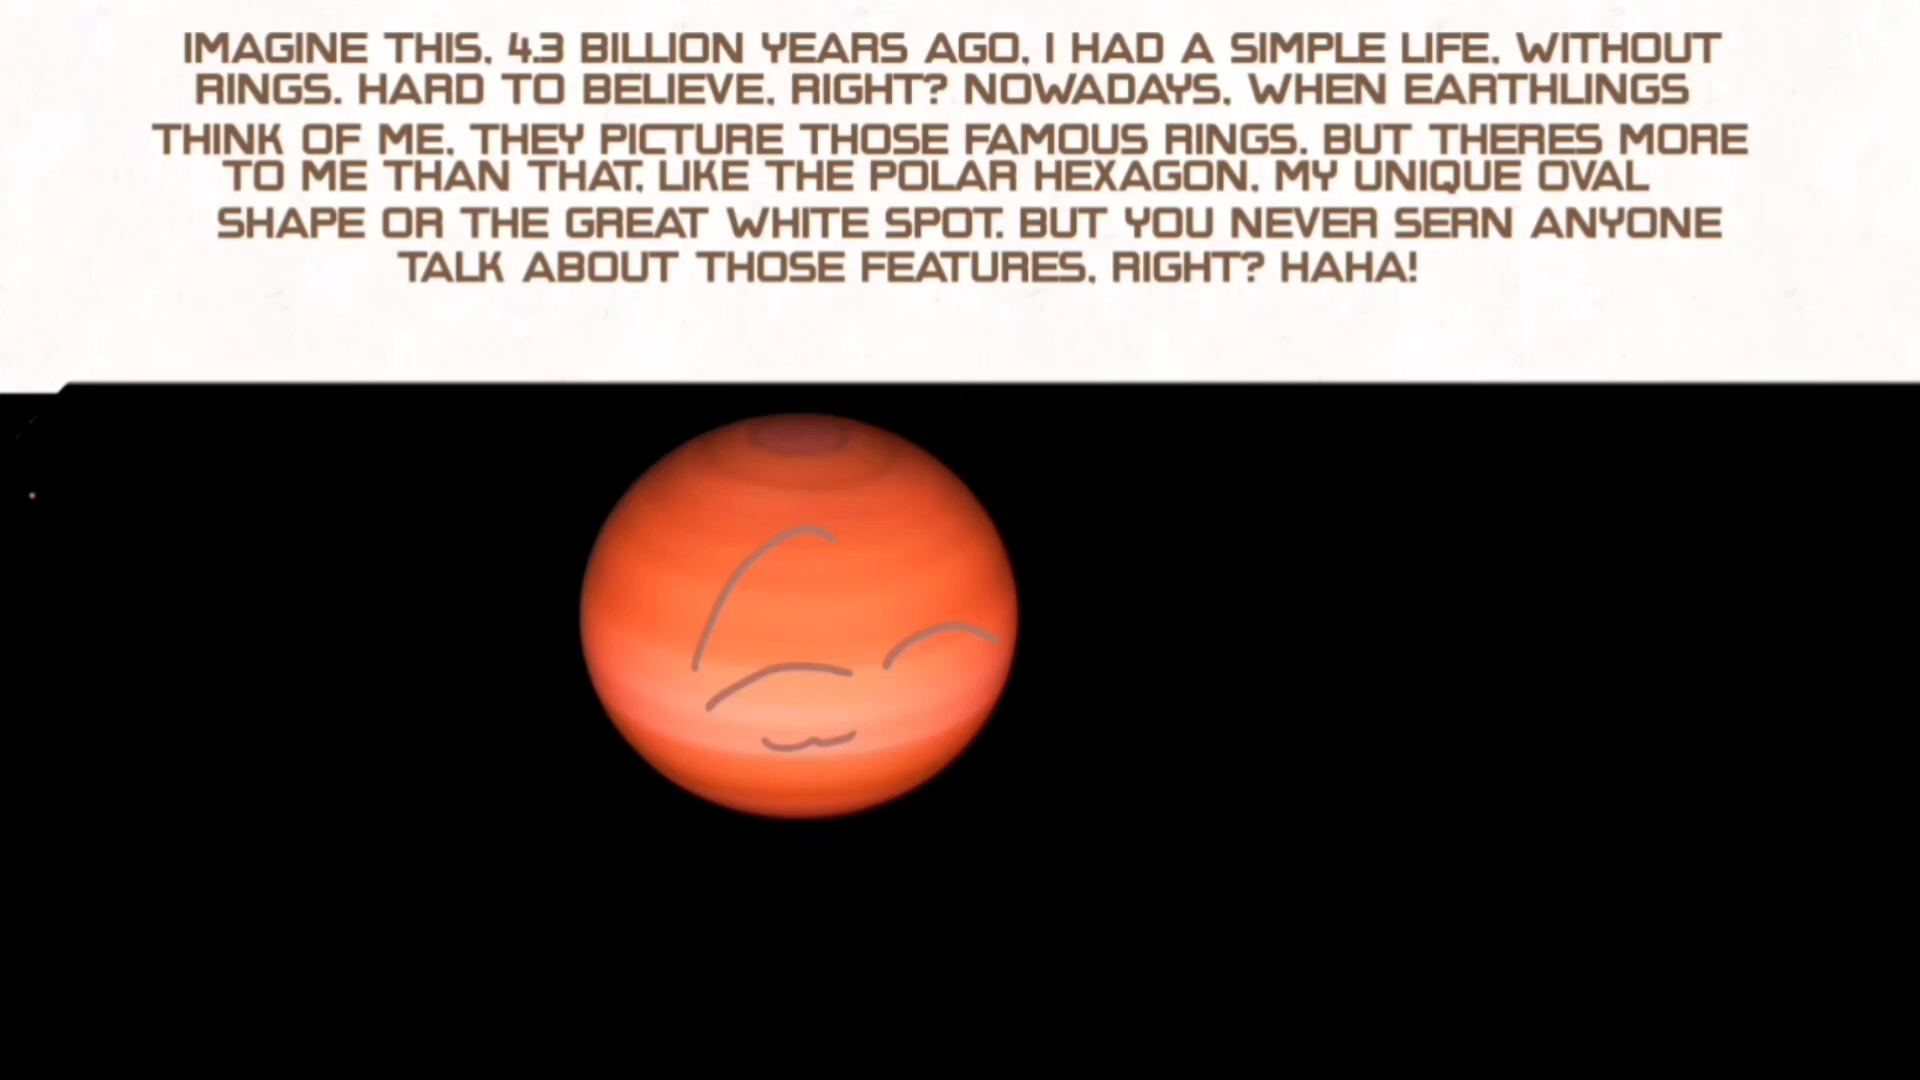 IMAGINE THIS, 4.3 BILLION YEARS AGO, I HAD A SIMPLE LIFE, WITHOUT
RINGS. HARD TO BELIEVE, RIGHT? NOWADAYS, WHEN EARTHLINGS
THINK OF ME, THEY PICTURE THOSE FAMOUS RINGS. BUT THERES MORE
TO ME THAN THAT, LIKE THE POLAR HEXAGON, MY UNIQUE OVAL
SHAPE OR THE GREAT WHITE SPOT. BUT YOU NEVER SERN ANYONE
TALK ABOUT THOSE FEATURES, RIGHT? HAHA!